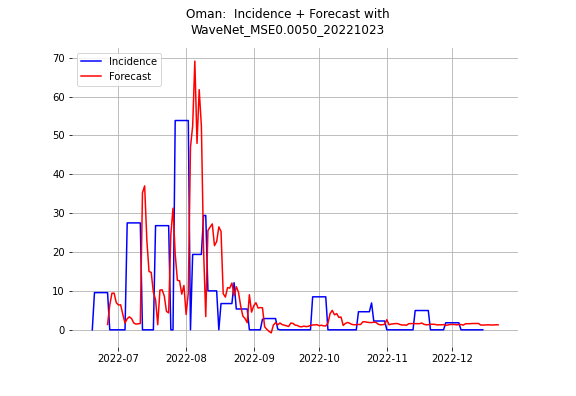 Oman:  Incidence + Forecast with
WaveNet_MSE0.0050_20221023
Incidence
Forecast
70
60
50
40
30
20
10
0
2022-07 2022-08 2022-09 2022-10 2022-11 2022-12